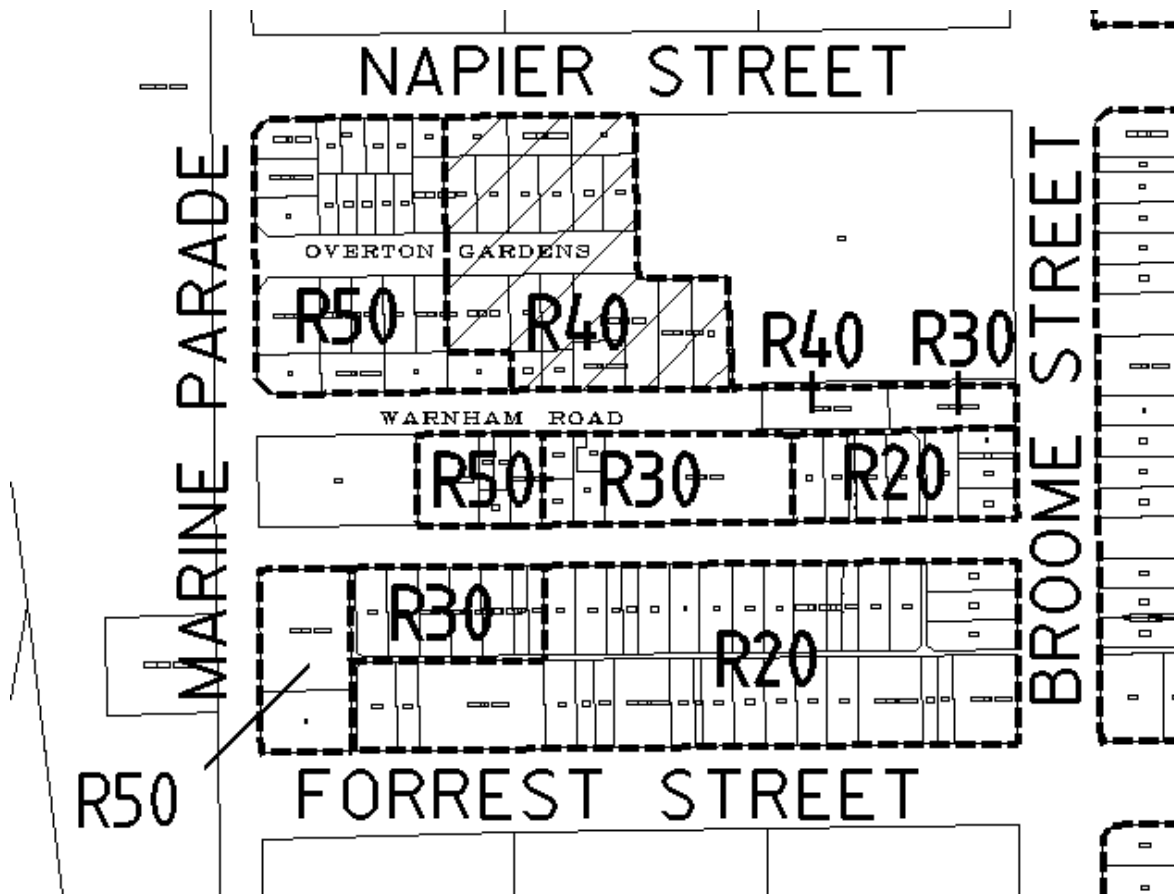 NAPIER STREET
MARINE PARADE
BROOME STREET
OVERTON GARDENS
R50
R40
R40
R30
WARNHAM ROAD
R50
R30
R20
R30
R20
R50
FORREST STREET